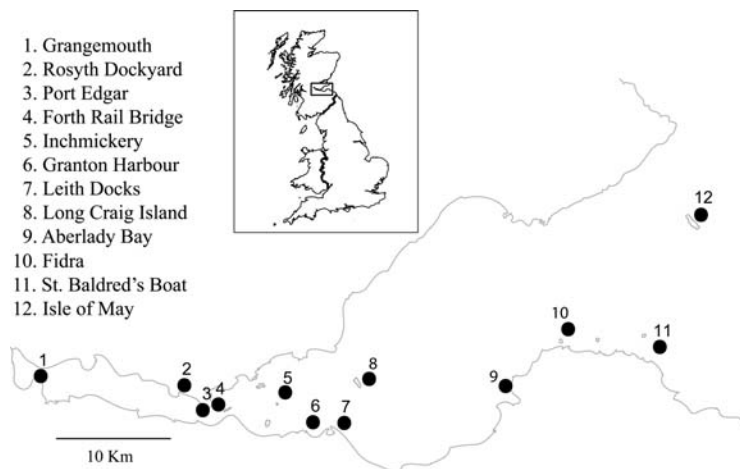 1. Grangemouth
2. Rosyth Dockyard
3. Port Edgar
4. Forth Rail Bridge
5. Inchmickery
6. Granton Harbour
7. Leith Docks
8. Long Craig Island
9. Aberlady Bay
10. Fidra
11. St. Baldred's Boat
12. Isle of May
12
10
11
1
2
8
9
5
3
4
6
7
10 Km